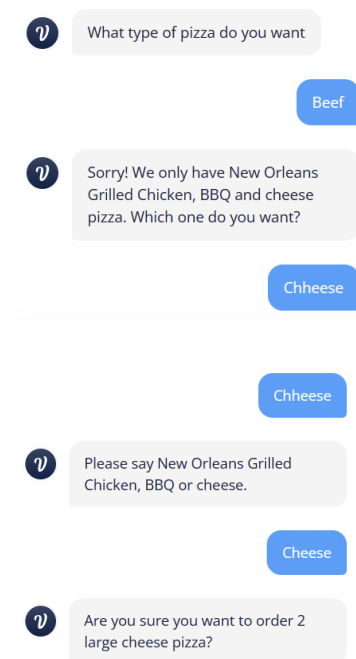 What type of pizza do you want
Beef
Sorry! We only have New Orleans
Grilled Chicken, BBQ and cheese
pizza. Which one do you want?
Chheese
Chheese
Please say New Orleans Grilled
Chicken, BBQ or cheese.
Cheese
Are you sure you want to order 2
large cheese pizza?